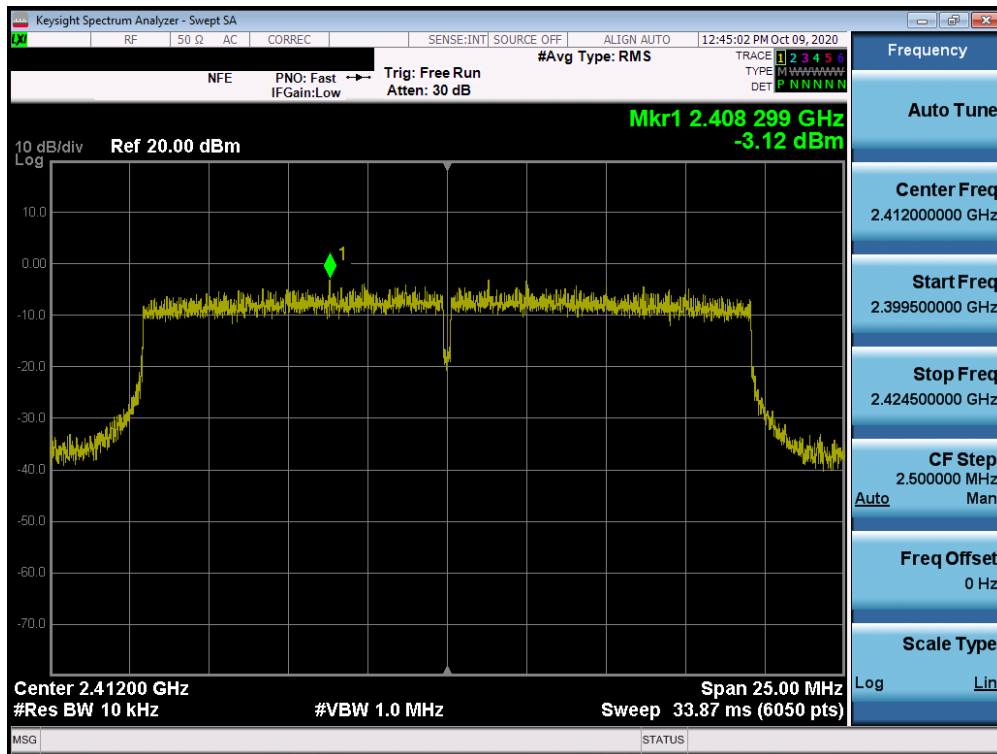 Keysight Spectrum Analyzer - Swept SA
LXI RF 50 Ω AC CORREC SENSE:INT SOURCE OFF ALIGN AUTO 12:45:02 PM Oct 09, 2020
NFE PNO: Fast Trig: Free Run #Avg Type: RMS TRACE 1 2 3 4 5 6
IFGain:Low Atten: 30 dB TYPE M WWWWW
DET P N N N N N
Mkr1 2.408 299 GHz
-3.12 dBm
10 dB/div Ref 20.00 dBm
Log
1
10.0
0.00
-10.0
-20.0
-30.0
-40.0
-50.0
-60.0
-70.0
Center 2.41200 GHz Span 25.00 MHz
#Res BW 10 kHz #VBW 1.0 MHz Sweep 33.87 ms (6050 pts)
MSG STATUS
Frequency
Auto Tune
Center Freq
2.412000000 GHz
Start Freq
2.399500000 GHz
Stop Freq
2.424500000 GHz
CF Step
2.500000 MHz
Auto Man
Freq Offset
0 Hz
Scale Type
Log Lin